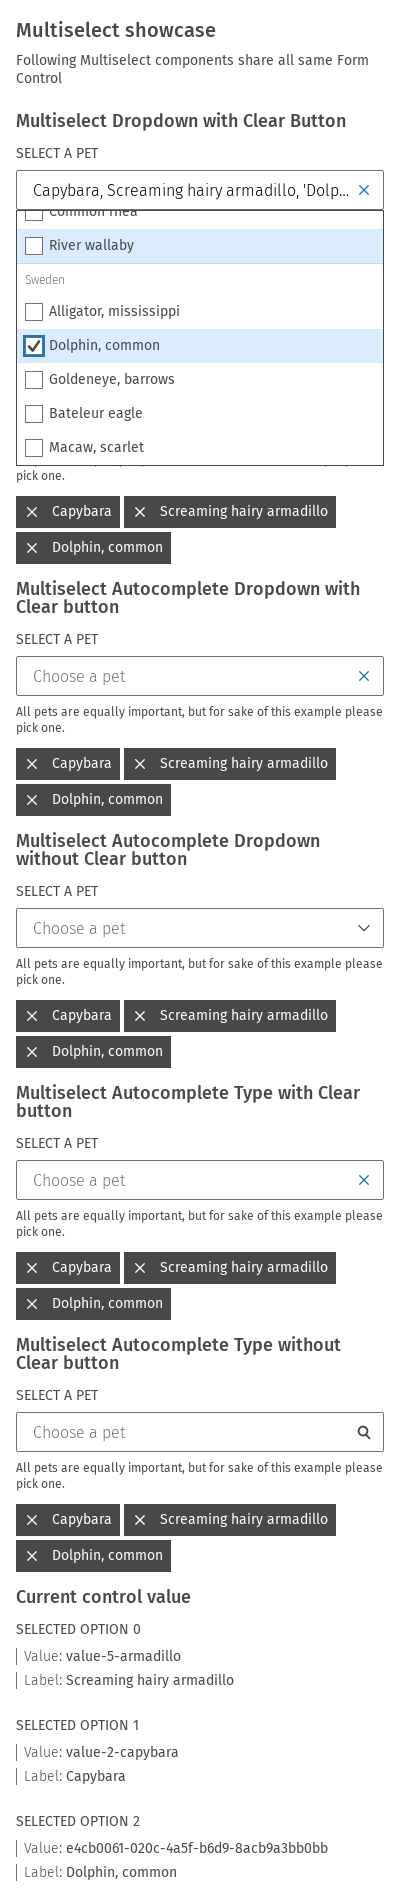 Multiselect showcase
Following Multiselect components share all same Form
Control
Multiselect Dropdown with Clear Button
SELECT A PET
Capybara, Screaming hairy armadillo, 'Dolp...
Common rhea
River wallaby
Sweden
Alligator, mississippi
Dolphin, common
Goldeneye, barrows
Bateleur eagle
Macaw, scarlet
pick one.
Capybara Screaming hairy armadillo
Dolphin, common
Multiselect Autocomplete Dropdown with
Clear button
SELECT A PET
Choose a pet
All pets are equally important, but for sake of this example please
pick one.
Capybara Screaming hairy armadillo
Dolphin, common
Multiselect Autocomplete Dropdown
without Clear button
SELECT A PET
Choose a pet
All pets are equally important, but for sake of this example please
pick one.
Capybara Screaming hairy armadillo
Dolphin, common
Multiselect Autocomplete Type with Clear
button
SELECT A PET
Choose a pet
All pets are equally important, but for sake of this example please
pick one.
Capybara Screaming hairy armadillo
Dolphin, common
Multiselect Autocomplete Type without
Clear button
SELECT A PET
Choose a pet
All pets are equally important, but for sake of this example please
pick one.
Capybara Screaming hairy armadillo
Dolphin, common
Current control value
SELECTED OPTION 0
Value: value-5-armadillo
Label: Screaming hairy armadillo
SELECTED OPTION 1
Value: value-2-capybara
Label: Capybara
SELECTED OPTION 2
Value: e4cb0061-020c-4a5f-b6d9-8acb9a3bb0bb
Label: Dolphin, common